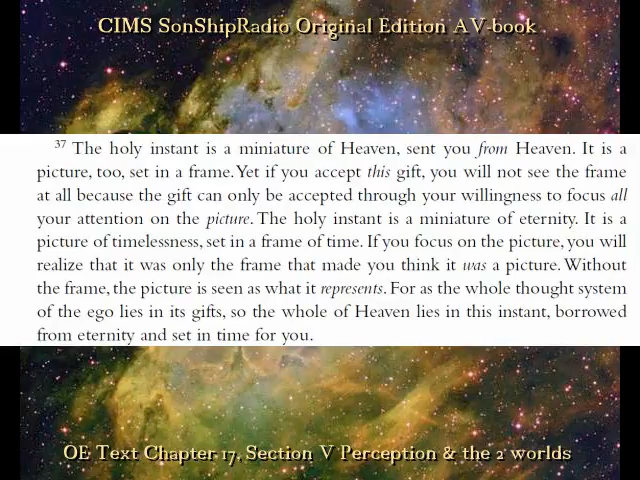 CIMS SonShipRadio Original Edition AV-book
37 The holy instant is a miniature of Heaven, sent you from Heaven. It is a
picture, too, set in a frame. Yet if you accept this gift, you will not see the frame
at all because the gift can only be accepted through your willingness to focus all
your attention on the picture. The holy instant is a miniature of eternity. It is a
picture of timelessness, set in a frame of time. If you focus on the picture, you will
realize that it was only the frame that made you think it was a picture. Without
the frame, the picture is seen as what it represents. For as the whole thought system
of the ego lies in its gifts, so the whole of Heaven lies in this instant, borrowed
from eternity and set in time for you.
OE Text Chapter 17, Section V Perception & the 2 worlds